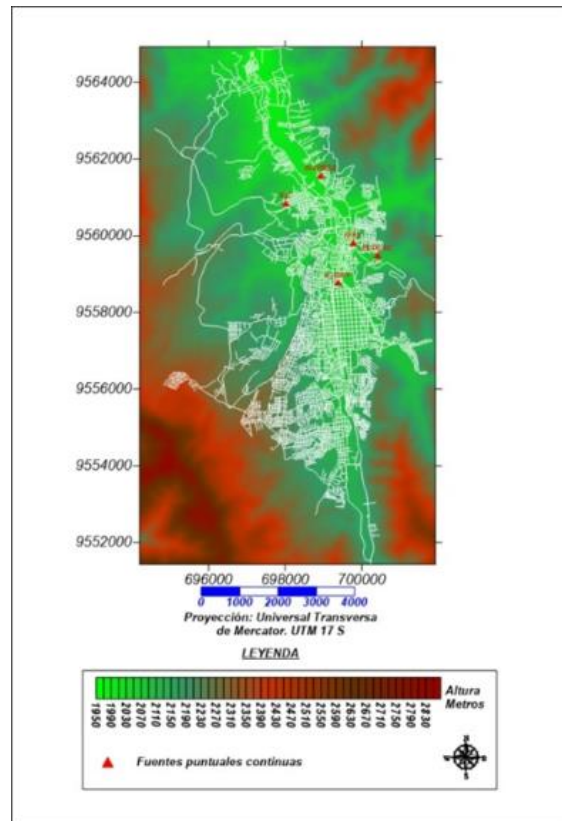 9564000
9562000
9560000
9558000
9556000
9554000
9552000
696000 698000 700000
0 1000 2000 3000 4000
Proyección: Universal Transversa
de Mercator. UTM 17 S
LEYENDA
1950 1990 2030 2070 2110 2150 2190 2230 2270 2310 2350 2390 2430 2470 2510 2550 2590 2630 2670 2710 2750 2790 2830
Altura
Metros
Fuentes puntuales continuas
N
S